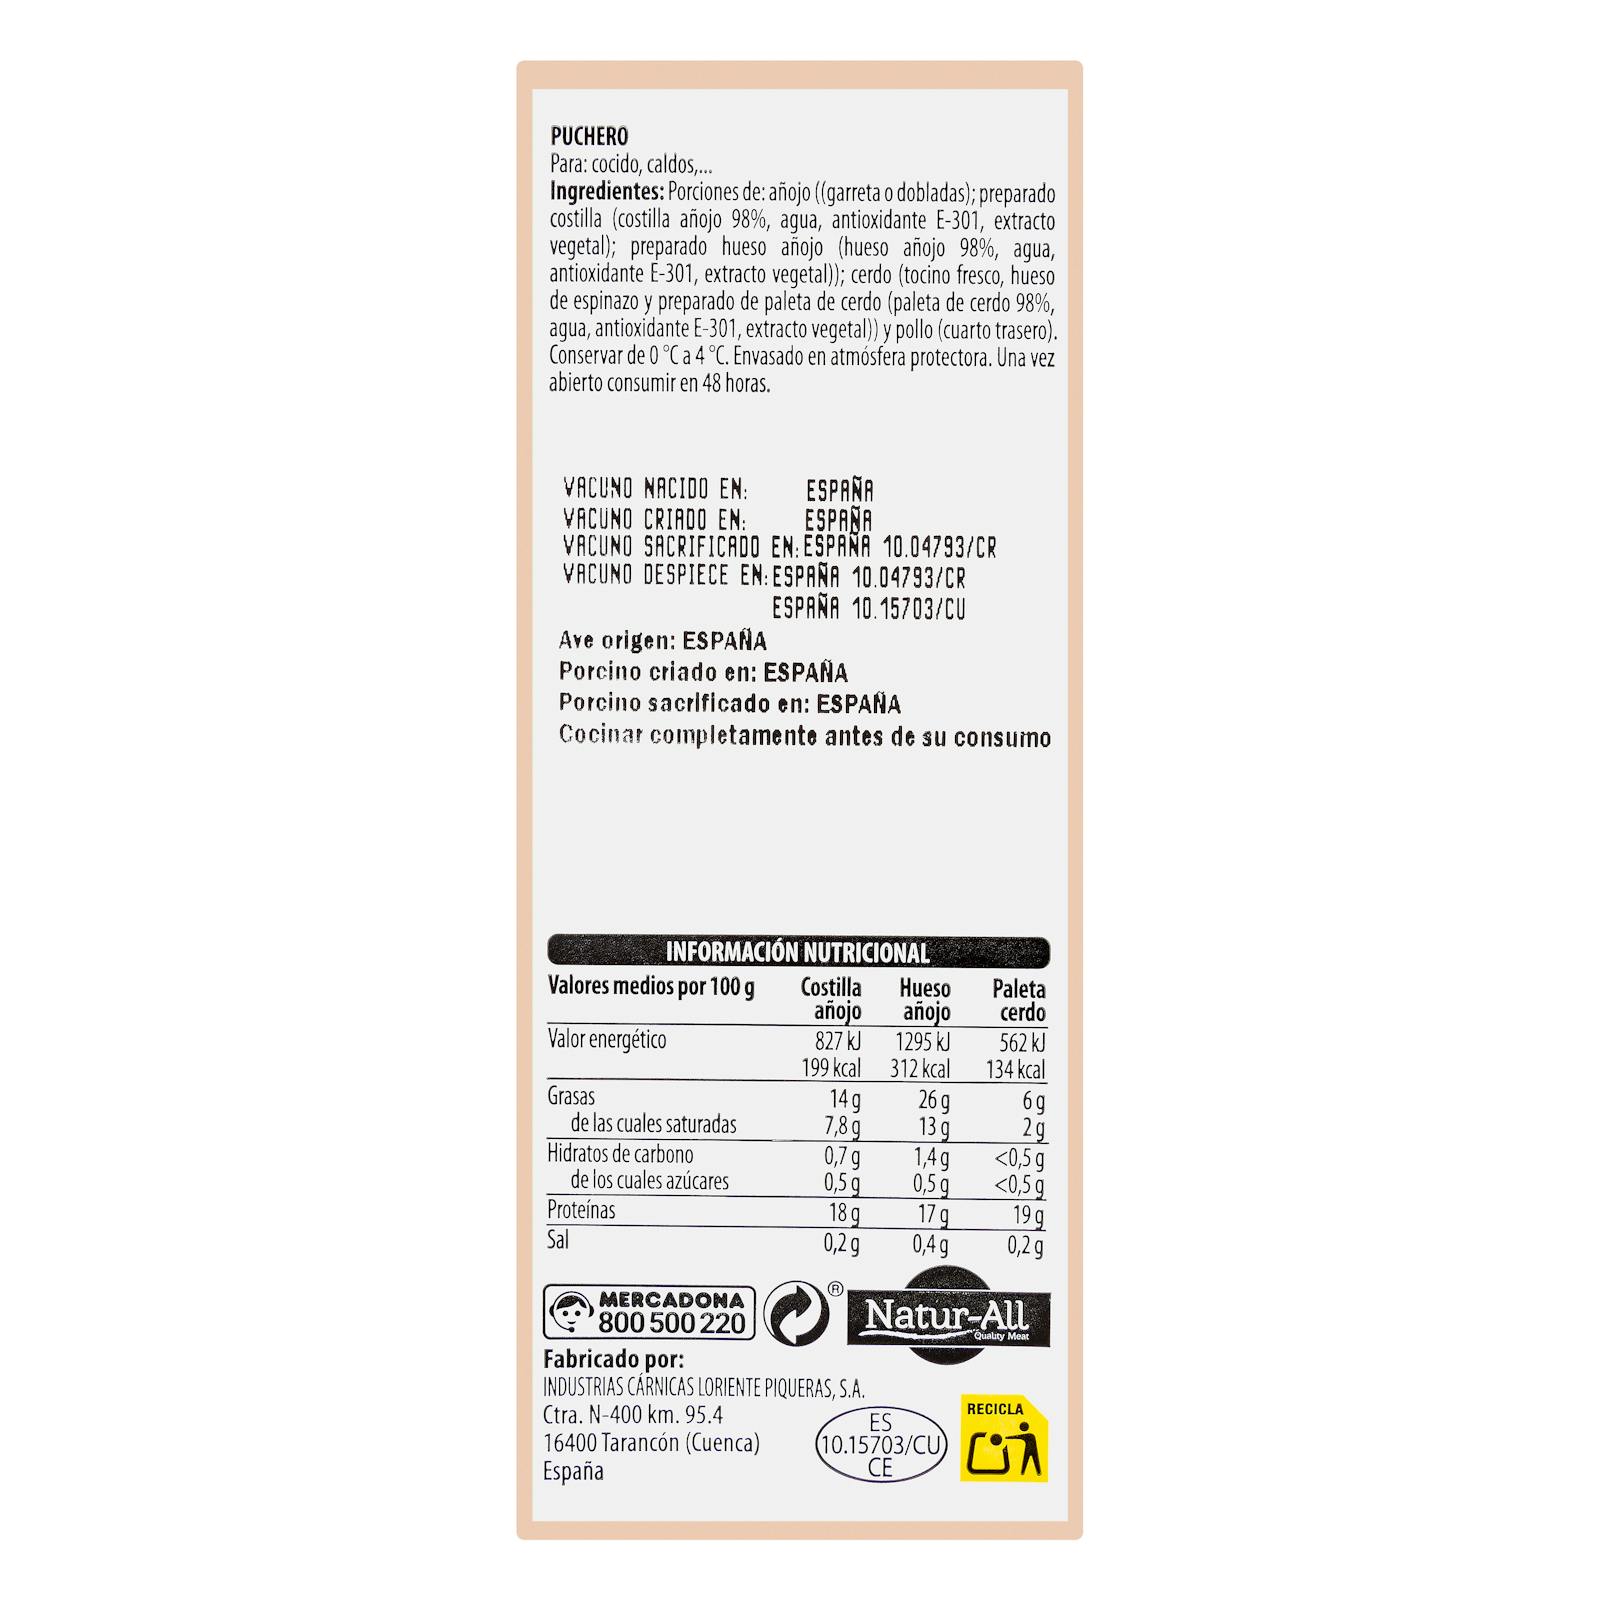 PUCHERO
Para: cocido, caldos,...
Ingredientes: Porciones de: añojo ((garreta o dobladas); preparado
costilla (costilla añojo 98%, agua, antioxidante E-301, extracto
vegetal); preparado hueso añojo (hueso añojo 98%, agua,
antioxidante E-301, extracto vegetal)); cerdo (tocino fresco, hueso
de espinazo y preparado de paleta de cerdo (paleta de cerdo 98%,
agua, antioxidante E-301, extracto vegetal)) y pollo (cuarto trasero).
Conservar de 0 °C a 4 °C. Envasado en atmósfera protectora. Una vez
abierto consumir en 48 horas.
VACUNO NACIDO EN: ESPAÑA
VACUNO CRIADO EN: ESPAÑA
VACUNO SACRIFICADO EN: ESPAÑA 10.04793/CR
VACUNO DESPIECE EN: ESPAÑA 10.04793/CR
ESPAÑA 10.15703/CU
Ave origen: ESPAÑA
Porcino criado en: ESPAÑA
Porcino sacrificado en: ESPAÑA
Cocinar completamente antes de su consumo
INFORMACIÓN NUTRICIONAL
Valores medios por 100 g Costilla añojo Hueso añojo Paleta cerdo
Valor energético 827 kJ 1295 kJ 562 kJ
199 kcal 312 kcal 134 kcal
Grasas 14 g 26 g 6 g
de las cuales saturadas 7,8 g 13 g 2 g
Hidratos de carbono 0,7 g 1,4 g <0,5 g
de los cuales azúcares 0,5 g 0,5 g <0,5 g
Proteínas 18 g 17 g 19 g
Sal 0,2 g 0,4 g 0,2 g
MERCADONA
800 500 220
®
Natur-All
Quality Meat
Fabricado por:
INDUSTRIAS CÁRNICAS LORIENTE PIQUERAS, S.A.
Ctra. N-400 km. 95.4
16400 Tarancón (Cuenca)
España
ES
10.15703/CU
CE
RECICLA